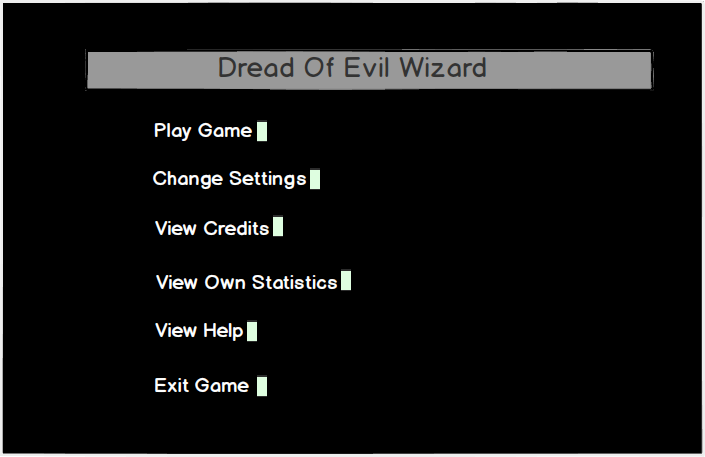 Dread Of Evil Wizard
Play Game
Change Settings
View Credits
View Own Statistics
View Help
Exit Game